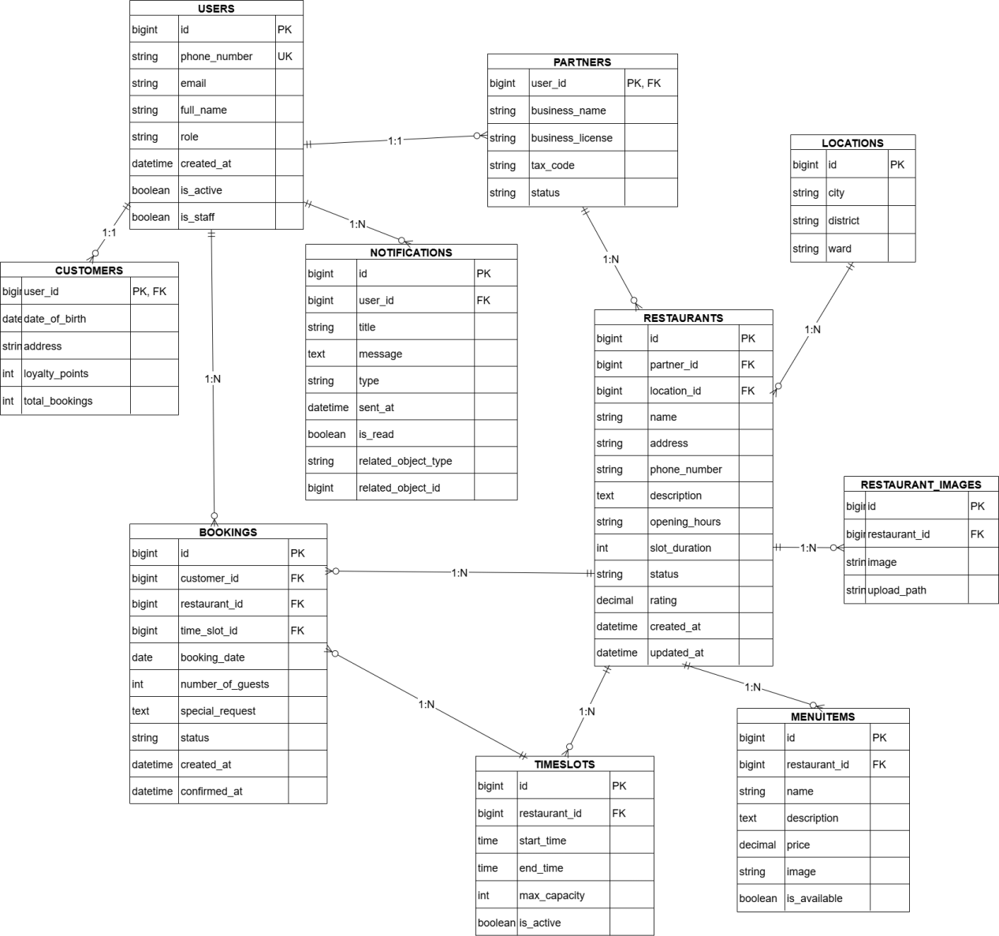 USERS
bigint id PK
string phone_number UK
string email
string full_name
string role
datetime created_at
boolean is_active
boolean is_staff
PARTNERS
bigint user_id PK, FK
string business_name
string business_license
string tax_code
string status
LOCATIONS
bigint id PK
string city
string district
string ward
1:1
1:1
1:N
1:N
1:N
1:N
CUSTOMERS
bigin user_id PK, FK
date date_of_birth
strin address
int loyalty_points
int total_bookings
NOTIFICATIONS
bigint id PK
bigint user_id FK
string title
text message
string type
datetime sent_at
boolean is_read
string related_object_type
bigint related_object_id
RESTAURANTS
bigint id PK
bigint partner_id FK
bigint location_id FK
string name
string address
string phone_number
text description
string opening_hours
int slot_duration
string status
decimal rating
datetime created_at
datetime updated_at
RESTAURANT_IMAGES
bigin id PK
bigin restaurant_id FK
strin image
strin upload_path
1:N
1:N
BOOKINGS
bigint id PK
bigint customer_id FK
bigint restaurant_id FK
bigint time_slot_id FK
date booking_date
int number_of_guests
text special_request
string status
datetime created_at
datetime confirmed_at
1:N
1:N
1:N
TIMESLOTS
bigint id PK
bigint restaurant_id FK
time start_time
time end_time
int max_capacity
boolean is_active
MENUITEMS
bigint id PK
bigint restaurant_id FK
string name
text description
decimal price
string image
boolean is_available